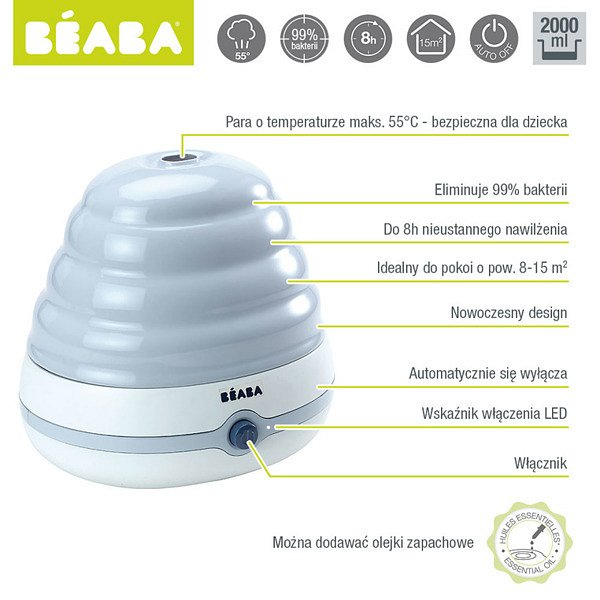 BÉABA
55°
99%
bakterii
8h
15m²
AUTO OFF
2000
ml
Para o temperaturze maks. 55°C - bezpieczna dla dziecka
Eliminuje 99% bakterii
Do 8h nieustannego nawilżenia
Idealny do pokoi o pow. 8-15 m²
Nowoczesny design
Automatycznie się wyłącza
BÉABA
Wskaźnik włączenia LED
Włącznik
Można dodawać olejki zapachowe
HUILES ESSENTIELLES*
ESSENTIAL OIL*